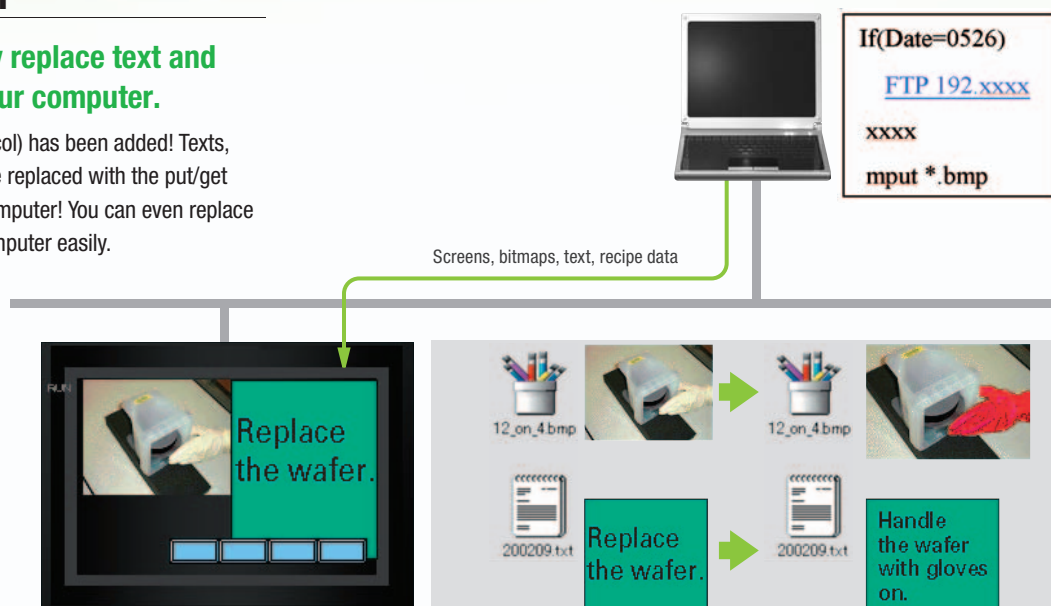 replace text and
ur computer.
col) has been added! Texts,
replaced with the put/get
mputer! You can even replace
mputer easily.
If(Date=0526)
FTP 192.xxxx
xxxx
mput *.bmp
Screens, bitmaps, text, recipe data
RUN
Replace
the wafer.
12_on_4.bmp
12_on_4.bmp
200209.txt
Replace
the wafer.
200209.txt
Handle
the wafer
with gloves
on.